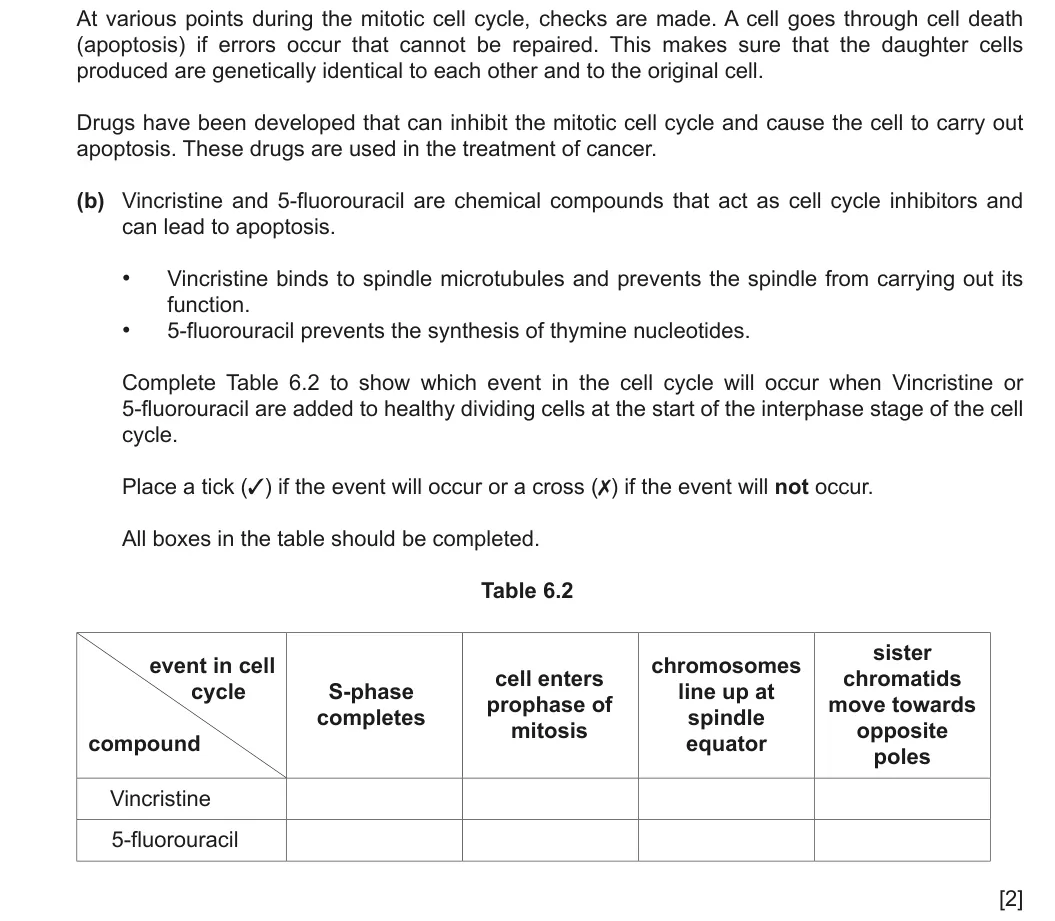 At various points during the mitotic cell cycle, checks are made. A cell goes through cell death
(apoptosis) if errors occur that cannot be repaired. This makes sure that the daughter cells
produced are genetically identical to each other and to the original cell.
Drugs have been developed that can inhibit the mitotic cell cycle and cause the cell to carry out
apoptosis. These drugs are used in the treatment of cancer.
(b) Vincristine and 5-fluorouracil are chemical compounds that act as cell cycle inhibitors and
can lead to apoptosis.
• Vincristine binds to spindle microtubules and prevents the spindle from carrying out its
function.
• 5-fluorouracil prevents the synthesis of thymine nucleotides.
Complete Table 6.2 to show which event in the cell cycle will occur when Vincristine or
5-fluorouracil are added to healthy dividing cells at the start of the interphase stage of the cell
cycle.
Place a tick (✓) if the event will occur or a cross (✗) if the event will not occur.
All boxes in the table should be completed.
Table 6.2
event in cell
cycle
compound
S-phase
completes
cell enters
prophase of
mitosis
chromosomes
line up at
spindle
equator
sister
chromatids
move towards
opposite
poles
Vincristine
5-fluorouracil
[2]